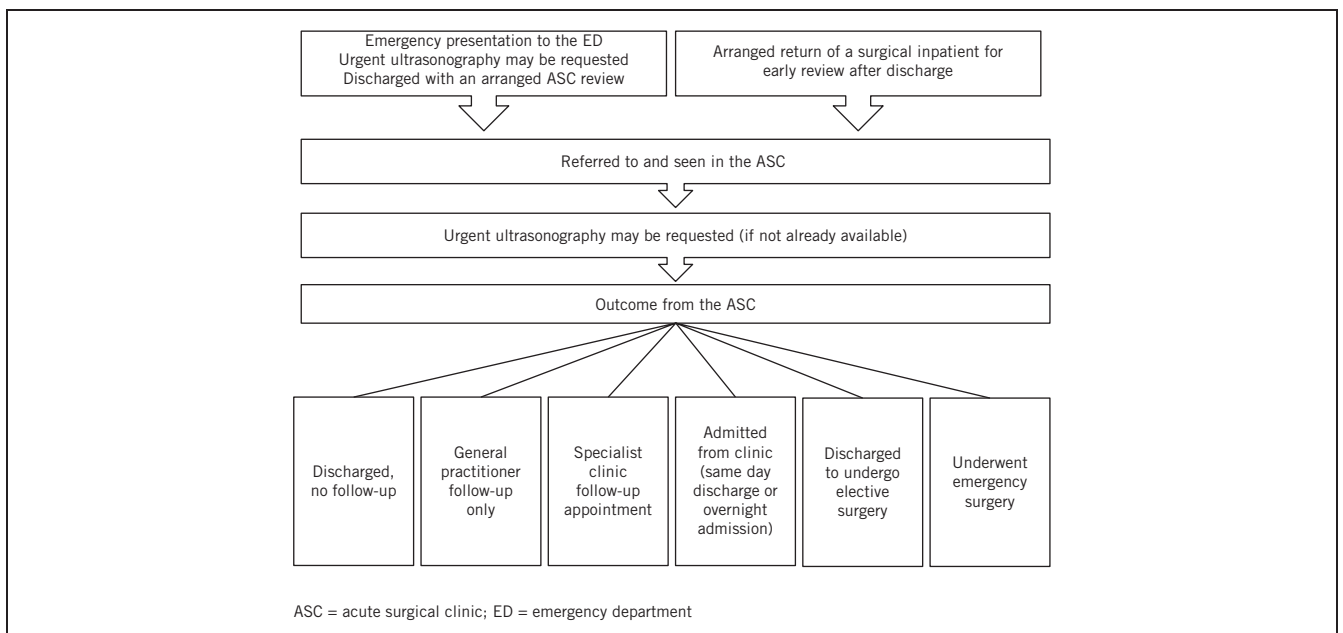 Emergency presentation to the ED
Urgent ultrasonography may be requested
Discharged with an arranged ASC review
Arranged return of a surgical inpatient for
early review after discharge
Referred to and seen in the ASC
Urgent ultrasonography may be requested (if not already available)
Outcome from the ASC
Discharged,
no follow-up
General
practitioner
follow-up
only
Specialist
clinic
follow-up
appointment
Admitted
from clinic
(same day
discharge or
overnight
admission)
Discharged
to undergo
elective
surgery
Underwent
emergency
surgery
ASC = acute surgical clinic; ED = emergency department